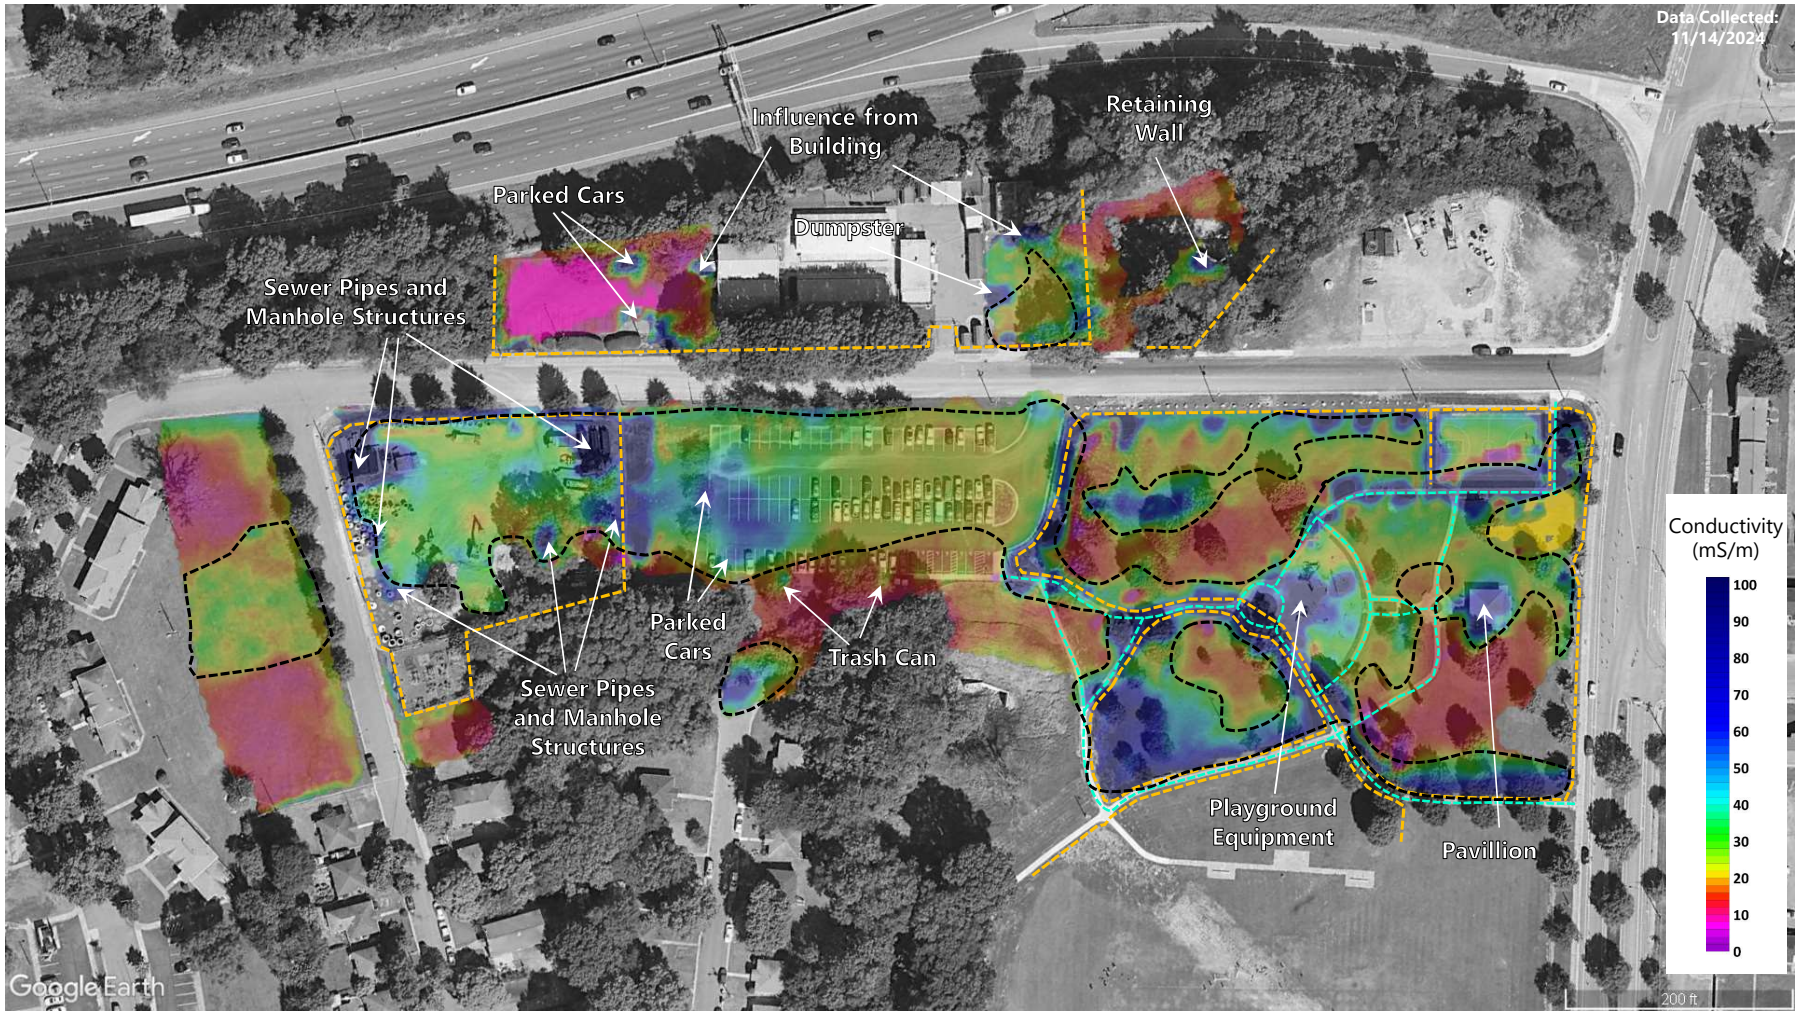 Data Collected:
11/14/2024
Influence from
Building
Retaining
Wall
Parked Cars
Dumpster
Sewer Pipes and
Manhole Structures
Conductivity
(mS/m)
100
90
80
70
60
50
40
30
20
10
0
Parked
Cars
Trash Can
Sewer Pipes
and Manhole
Structures
Playground
Equipment
Pavillion
Google Earth
200 ft